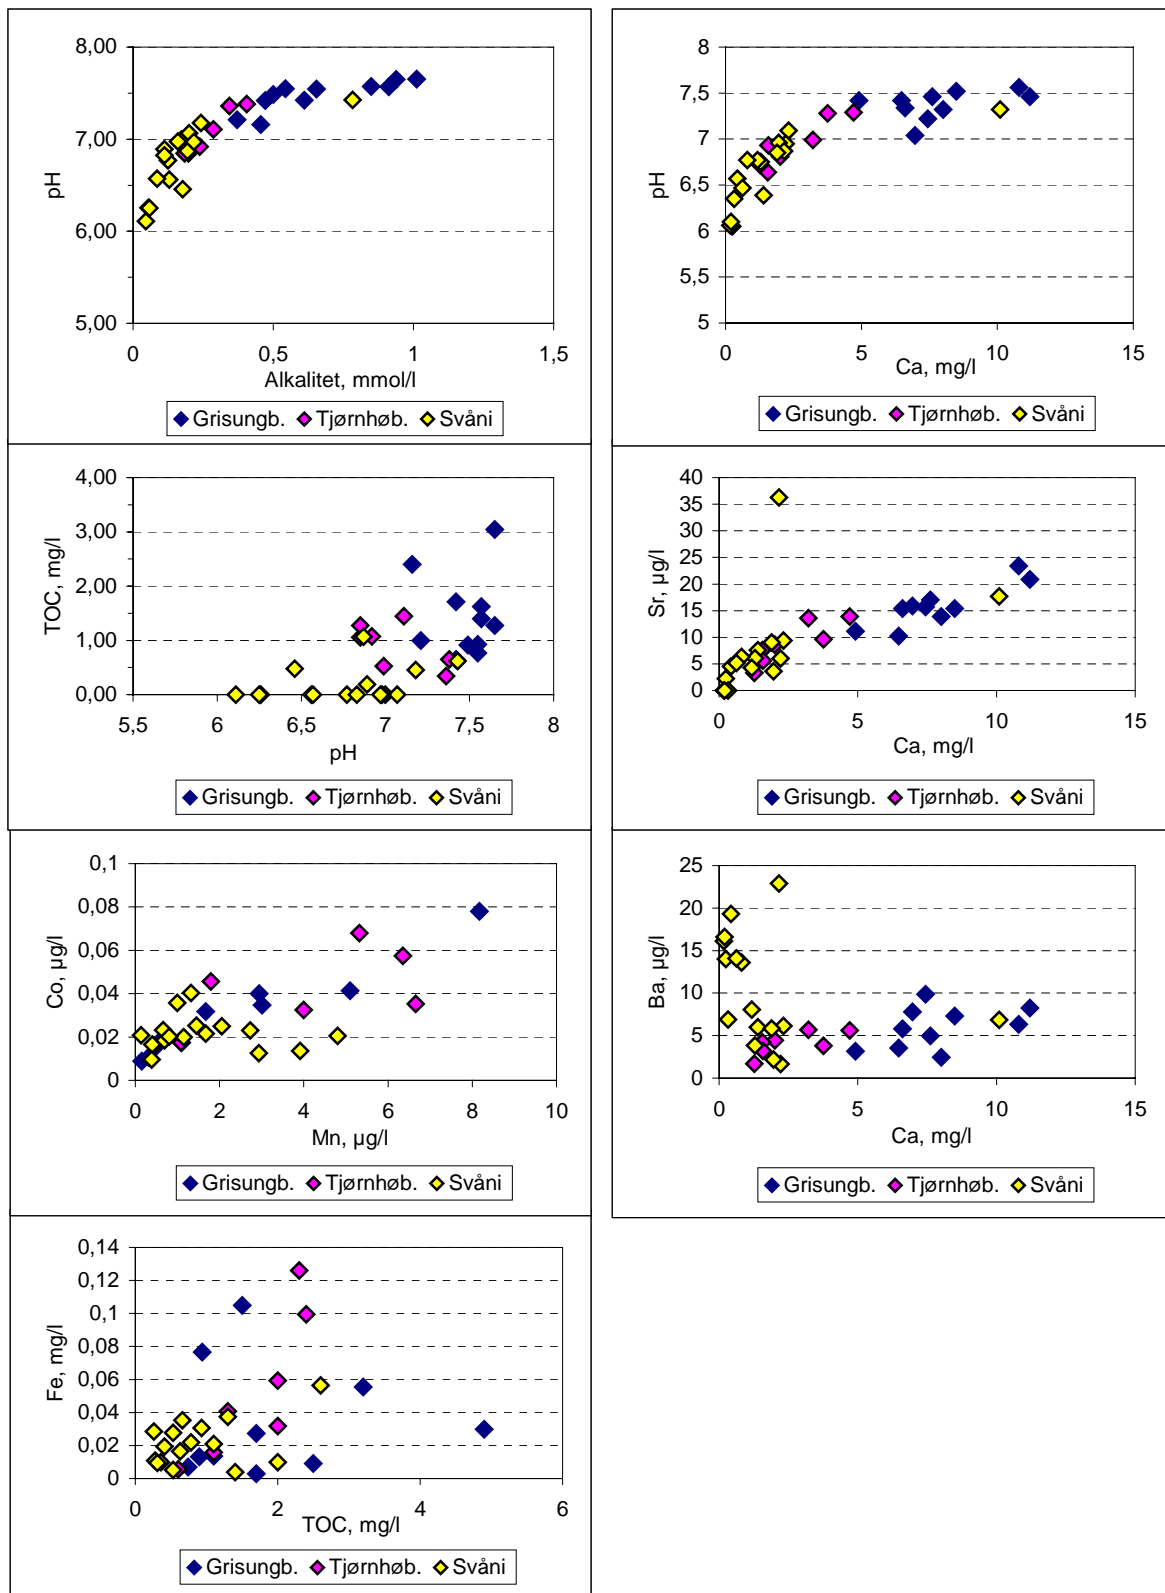 8,00
7,00
6,00
5,00
pH
0 0,5 1 1,5
Alkalitet, mmol/l
Grisungb. Tjørnhøb. Svåni
8
7,5
7
6,5
6
5,5
5
pH
0 5 10 15
Ca, mg/l
Grisungb. Tjørnhøb. Svåni
4,00
3,00
2,00
1,00
0,00
TOC, mg/l
5,5 6 6,5 7 7,5 8
pH
Grisungb. Tjørnhøb. Svåni
40
35
30
25
20
15
10
5
0
Sr, µg/l
0 5 10 15
Ca, mg/l
Grisungb. Tjørnhøb. Svåni
0,1
0,08
0,06
0,04
0,02
0
Co, µg/l
0 2 4 6 8 10
Mn, µg/l
Grisungb. Tjørnhøb. Svåni
25
20
15
10
5
0
Ba, µg/l
0 5 10 15
Ca, mg/l
Grisungb. Tjørnhøb. Svåni
0,14
0,12
0,1
0,08
0,06
0,04
0,02
0
Fe, mg/l
0 2 4 6
TOC, mg/l
Grisungb. Tjørnhøb. Svåni